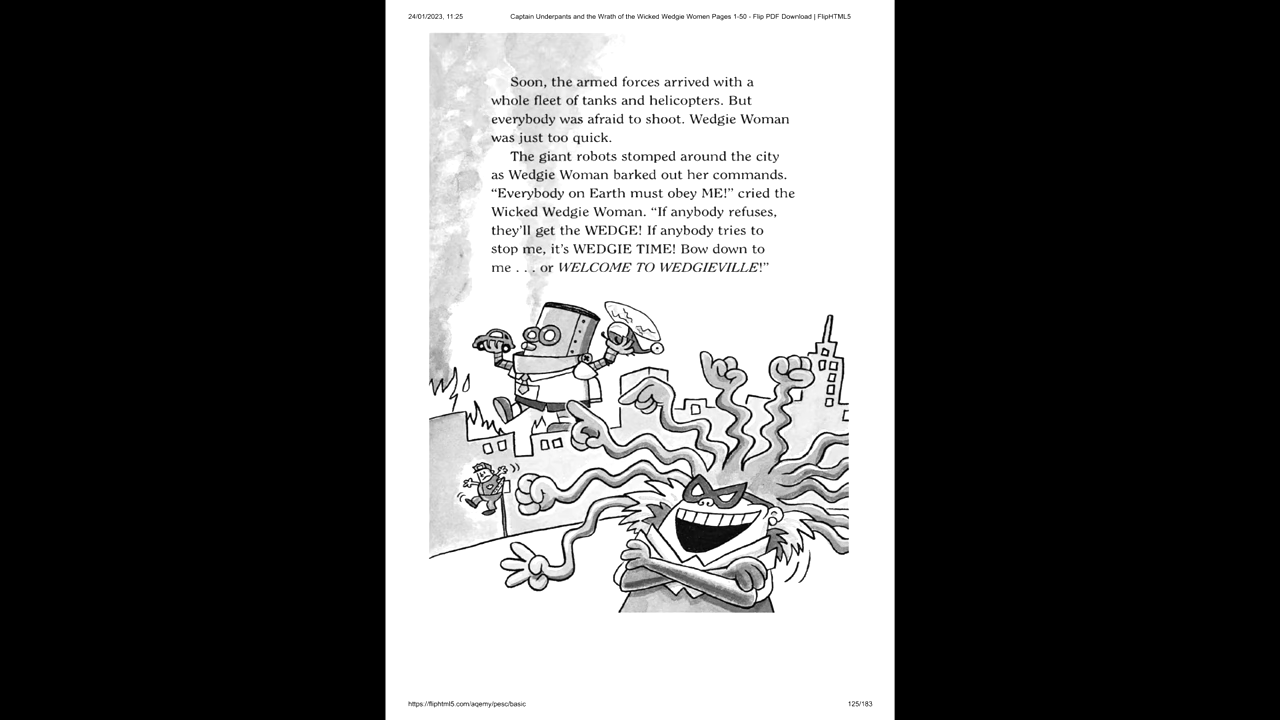 24/01/2023, 11:25
Captain Underpants and the Wrath of the Wicked Wedgie Women Pages 1-50 - Flip PDF Download | FlipHTML5
Soon, the armed forces arrived with a
whole fleet of tanks and helicopters. But
everybody was afraid to shoot. Wedgie Woman
was just too quick.
The giant robots stomped around the city
as Wedgie Woman barked out her commands.
“Everybody on Earth must obey ME!” cried the
Wicked Wedgie Woman. “If anybody refuses,
they’ll get the WEDGE! If anybody tries to
stop me, it’s WEDGIE TIME! Bow down to
me . . . or WELCOME TO WEDGIEVILLE!”
https://fliphtml5.com/aqemy/pesc/basic
125/183